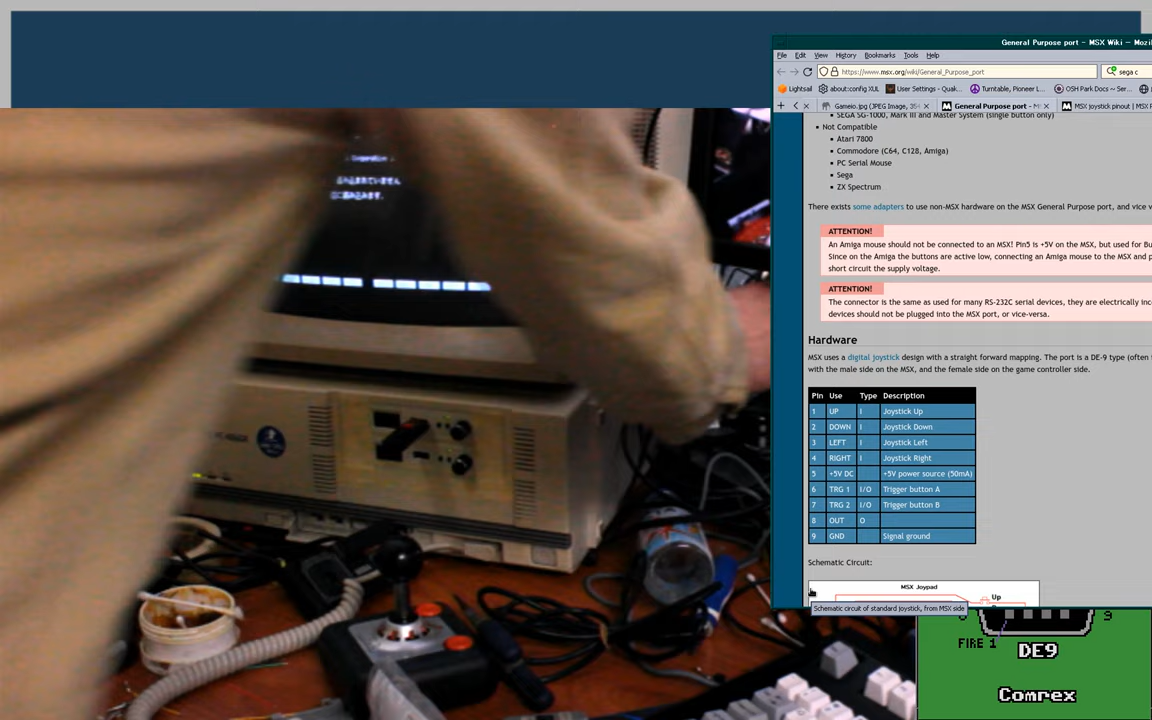 General Purpose port – MSX Wiki — Mozi
File Edit View History Bookmarks Tools Help
https://www.msx.org/wiki/General_Purpose_port
sega c
Lightsail about:config XUL User Settings - Quak... Turntable, Pioneer L... OSH Park Docs ~ Ser...
Gameio.jpg (JPEG Image, 35 General Purpose port - M MSX joystick pinout | MSX R
SEGA SG-1000, Mark III and Master System (single button only)
Not Compatible
Atari 7800
Commodore (C64, C128, Amiga)
PC Serial Mouse
Sega
ZX Spectrum
There exists some adapters to use non-MSX hardware on the MSX General Purpose port, and vice v
ATTENTION!
An Amiga mouse should not be connected to an MSX! Pin5 is +5V on the MSX, but used for Bu
Since on the Amiga the buttons are active low, connecting an Amiga mouse to the MSX and p
short circuit the supply voltage.
ATTENTION!
The connector is the same as used for many RS-232C serial devices, they are electrically inc
devices should not be plugged into the MSX port, or vice-versa.
Hardware
MSX uses a digital joystick design with a straight forward mapping. The port is a DE-9 type (often
with the male side on the MSX, and the female side on the game controller side.
Pin Use Type Description
1 UP I Joystick Up
2 DOWN I Joystick Down
3 LEFT I Joystick Left
4 RIGHT I Joystick Right
5 +5V DC +5V power source (50mA)
6 TRG 1 I/O Trigger button A
7 TRG 2 I/O Trigger button B
8 OUT O
9 GND Signal ground
Schematic Circuit:
MSX Joypad
Up
Schematic circuit of standard joystick, from MSX side
9
FIRE 1
DE9
Comrex